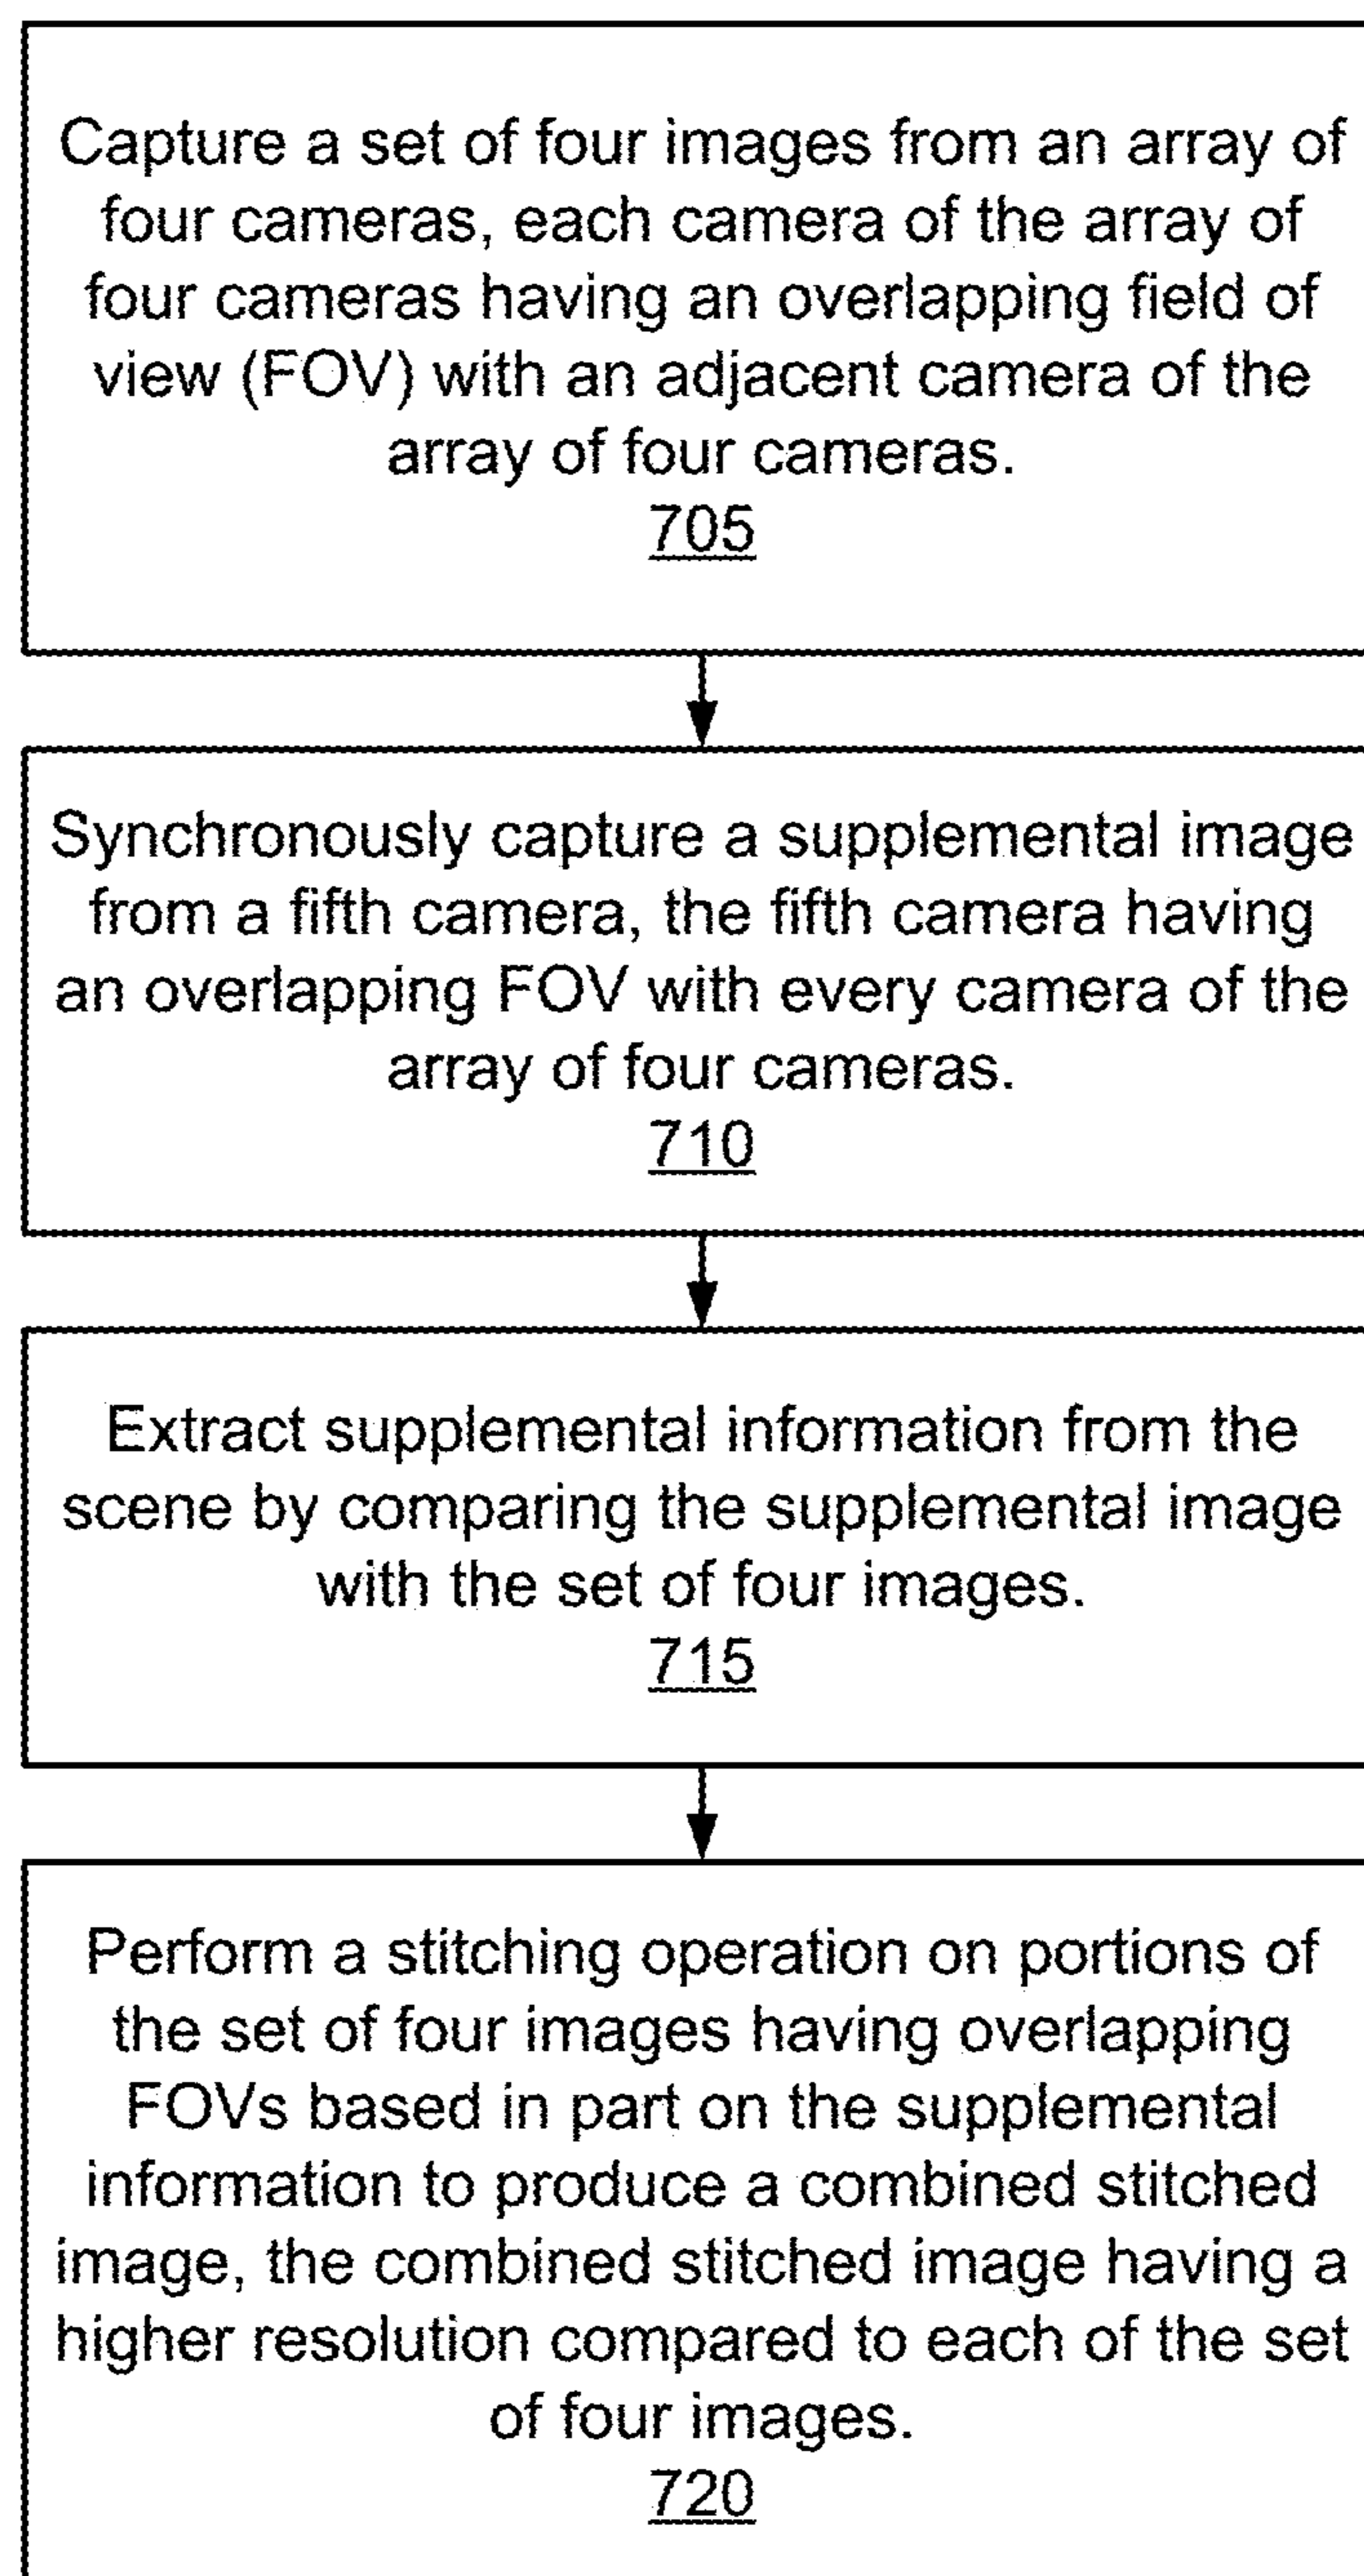 Capture a set of four images from an array of
four cameras, each camera of the array of
four cameras having an overlapping field of
view (FOV) with an adjacent camera of the
array of four cameras.
705
Synchronously capture a supplemental image
from a fifth camera, the fifth camera having
an overlapping FOV with every camera of the
array of four cameras.
710
Extract supplemental information from the
scene by comparing the supplemental image
with the set of four images.
715
Perform a stitching operation on portions of
the set of four images having overlapping
FOVs based in part on the supplemental
information to produce a combined stitched
image, the combined stitched image having a
higher resolution compared to each of the set
of four images.
720